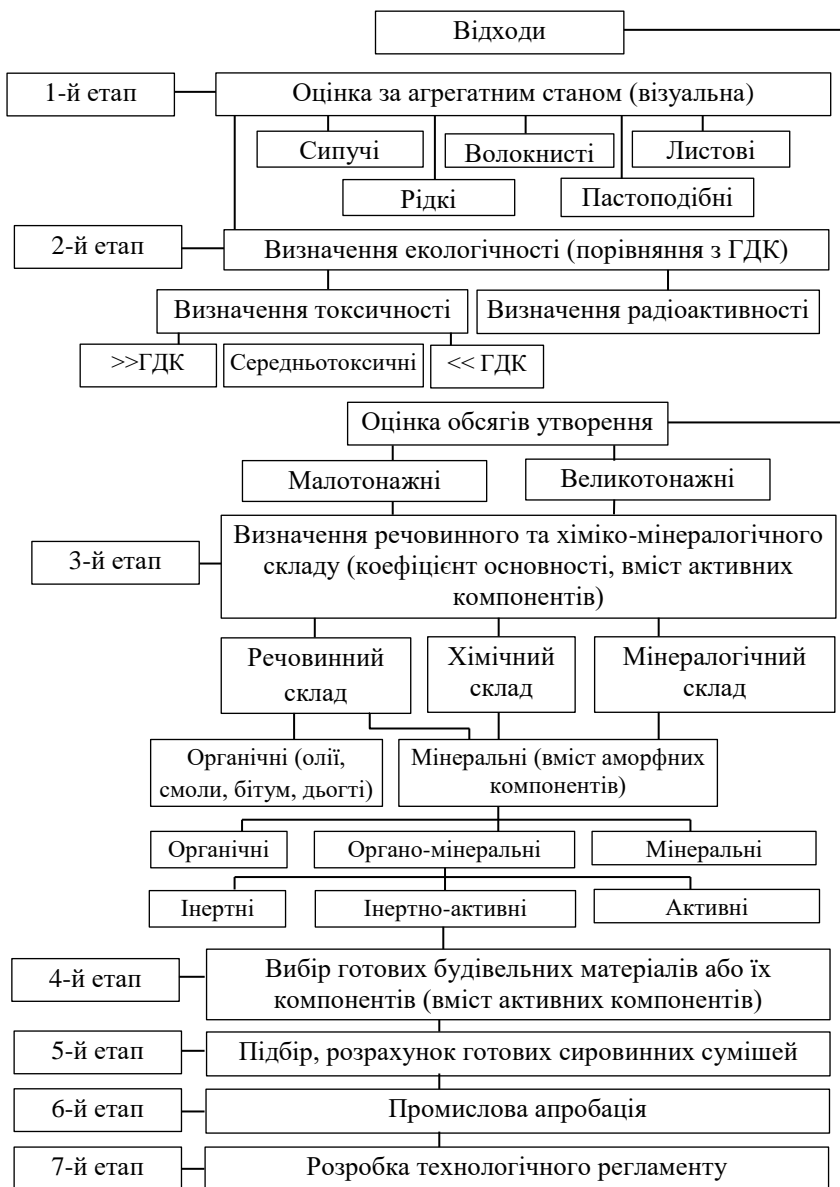 Відходи
1-й етап
Оцінка за агрегатним станом (візуальна)
Сипучі
Волокнисті
Листові
Рідкі
Пастоподібні
2-й етап
Визначення екологічності (порівняння з ГДК)
Визначення токсичності
Визначення радіоактивності
>>ГДК
Середньотоксичні
<< ГДК
Оцінка обсягів утворення
Малотонажні
Великотонажні
3-й етап
Визначення речовинного та хіміко-мінералогічного
складу (коефіцієнт основності, вміст активних
компонентів)
Речовинний
склад
Хімічний
склад
Мінералогічний
склад
Органічні (олії,
смоли, бітум, дьогті)
Мінеральні (вміст аморфних
компонентів)
Органічні
Органо-мінеральні
Мінеральні
Інертні
Інертно-активні
Активні
4-й етап
Вибір готових будівельних матеріалів або їх
компонентів (вміст активних компонентів)
5-й етап
Підбір, розрахунок готових сировинних сумішей
6-й етап
Промислова апробація
7-й етап
Розробка технологічного регламенту